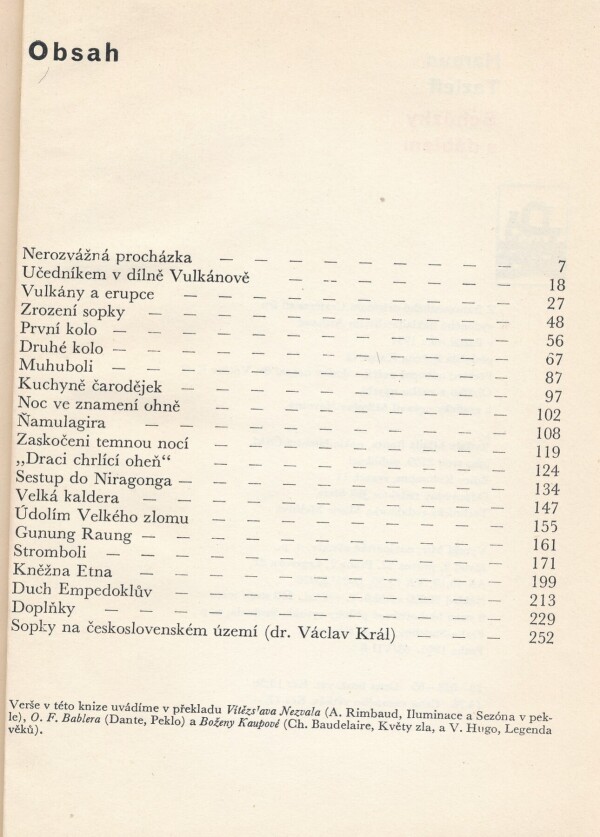 Obsah
Nerozvážná procházka — — — — — — — — — 7
Učedníkem v dílně Vulkánově — — — — — — — 18
Vulkány a erupce — — — — — — — — — — 27
Zrození sopky — — — — — — — — — — — 48
První kolo — — — — — — — — — — — — 56
Druhé kolo — — — — — — — — — — — — 67
Muhuboli — — — — — — — — — — — — 87
Kuchyně čarodějek — — — — — — — — — — 97
Noc ve znamení ohně — — — — — — — — — 102
Ňamulagira — — — — — — — — — — — 108
Zaskočeni temnou nocí — — — — — — — — — 119
„Draci chrlící oheň“ — — — — — — — — — 124
Sestup do Niragonga — — — — — — — — — — 134
Velká kaldera — — — — — — — — — — — 147
Údolím Velkého zlomu — — — — — — — — — 155
Gunung Raung — — — — — — — — — — — 161
Stromboli — — — — — — — — — — — — 171
Kněžna Etna — — — — — — — — — — — 199
Duch Empedoklův — — — — — — — — — — 213
Doplňky — — — — — — — — — — — — 229
Sopky na československém území (dr. Václav Král) — — — 252
Verše v této knize uvádíme v překladu Vítězs'ava Nezvala (A. Rimbaud, Iluminace a Sezóna v pek-
le), O. F. Bablera (Dante, Peklo) a Boženy Kaupové (Ch. Baudelaire, Květy zla, a V. Hugo, Legenda
věků).